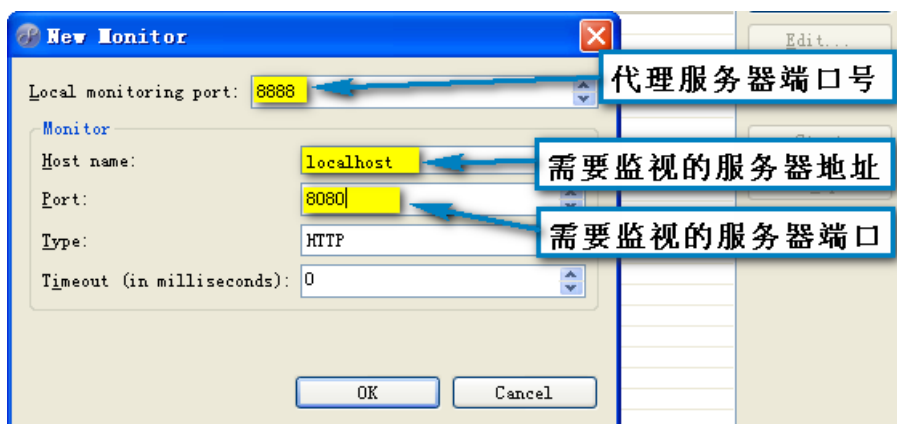 New Monitor
Edit...
Local monitoring port: 8888
代理服务器端口号
Monitor
Host name: localhost
需要监视的服务器地址
Port: 8080
需要监视的服务器端口
Type: HTTP
Timeout (in milliseconds): 0
OK Cancel